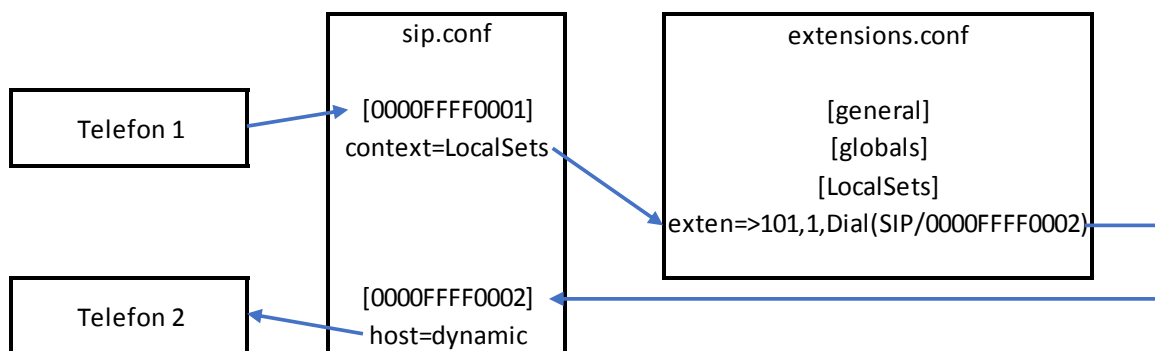 sip.conf
extensions.conf
Telefon 1
[0000FFFF0001]
context=LocalSets
[general]
[globals]
[LocalSets]
exten=>101,1,Dial(SIP/0000FFFF0002)
Telefon 2
[0000FFFF0002]
host=dynamic